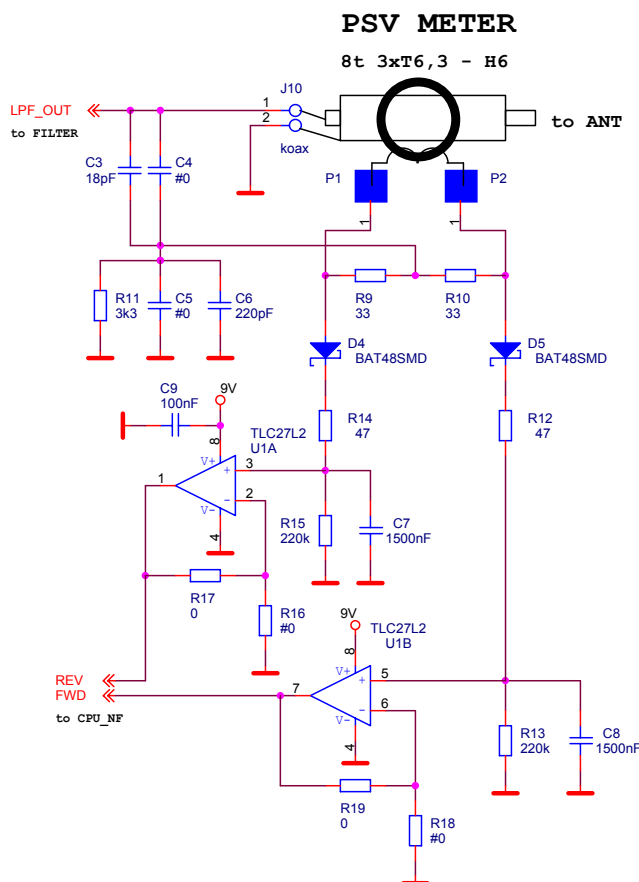 PSV METER
8t 3xT6,3 - H6
J10
LPF_OUT
1
2
to ANT
to FILTER
koax
C3
18pF
C4
#0
P1
P2
1
1
R11
3k3
C5
#0
C6
220pF
R9
33
R10
33
D4
BAT48SMD
D5
BAT48SMD
C9
100nF
9V
R14
47
R12
47
TLC27L2
U1A
8
V+
+
3
1
-
2
V-
4
R15
220k
C7
1500nF
R17
0
R16
#0
9V
TLC27L2
U1B
8
REV
FWD
V+
+
5
7
-
6
to CPU_NF
V-
4
R13
220k
C8
1500nF
R19
0
R18
#0